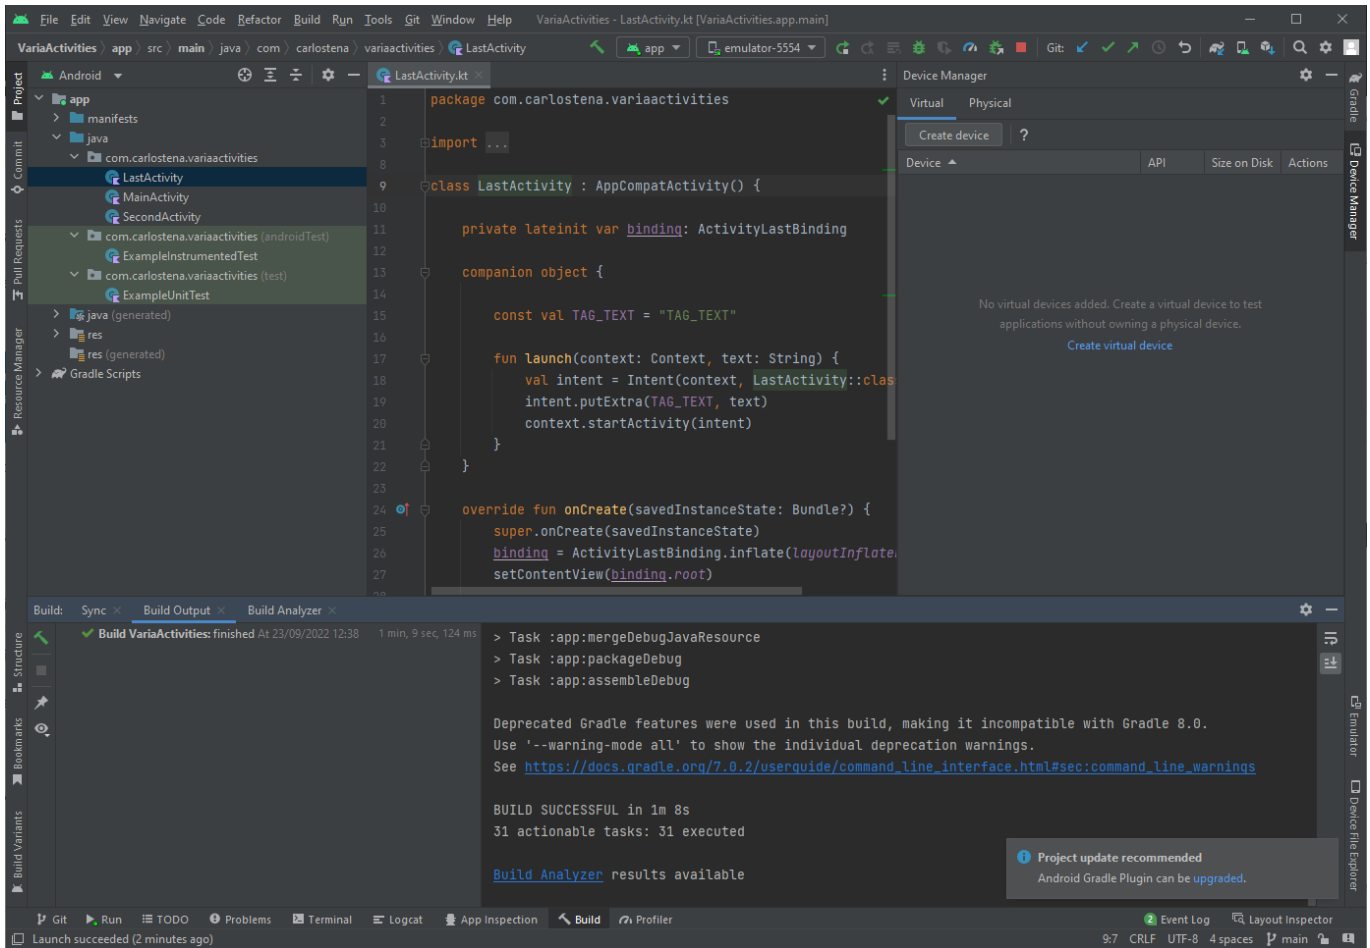 File Edit View Navigate Code Refactor Build Run Tools Git Window Help VariaActivities - LastActivity.kt [VariaActivities.app.main]
VariaActivities app src main java com carlostena variaactivities LastActivity app emulator-5554 Git:
Android
LastActivity.kt
Device Manager
Project
Commit
Pull Requests
Resource Manager
Structure
Bookmarks
Build Variants
app
manifests
java
com.carlostena.variaactivities
LastActivity
MainActivity
SecondActivity
com.carlostena.variaactivities (androidTest)
ExampleInstrumentedTest
com.carlostena.variaactivities (test)
ExampleUnitTest
java (generated)
res
res (generated)
Gradle Scripts
1 package com.carlostena.variaactivities
2
3 import ...
8
9 class LastActivity : AppCompatActivity() {
10
11 private lateinit var binding: ActivityLastBinding
12
13 companion object {
14
15 const val TAG_TEXT = "TAG_TEXT"
16
17 fun launch(context: Context, text: String) {
18 val intent = Intent(context, LastActivity::clas
19 intent.putExtra(TAG_TEXT, text)
20 context.startActivity(intent)
21 }
22 }
23
24 override fun onCreate(savedInstanceState: Bundle?) {
25 super.onCreate(savedInstanceState)
26 binding = ActivityLastBinding.inflate(layoutInflate
27 setContentView(binding.root)
28
Virtual Physical
Create device ?
Device API Size on Disk Actions
No virtual devices added. Create a virtual device to test
applications without owning a physical device.
Create virtual device
Gradle
Device Manager
Emulator
Device File Explorer
Build: Sync Build Output Build Analyzer
Build VariaActivities: finished At 23/09/2022 12:38 1 min, 9 sec, 124 ms
> Task :app:mergeDebugJavaResource
> Task :app:packageDebug
> Task :app:assembleDebug
Deprecated Gradle features were used in this build, making it incompatible with Gradle 8.0.
Use '--warning-mode all' to show the individual deprecation warnings.
See https://docs.gradle.org/7.0.2/userguide/command_line_interface.html#sec:command_line_warnings
BUILD SUCCESSFUL in 1m 8s
31 actionable tasks: 31 executed
Build Analyzer results available
Project update recommended
Android Gradle Plugin can be upgraded.
Git Run TODO Problems Terminal Logcat App Inspection Build Profiler 2 Event Log Layout Inspector
Launch succeeded (2 minutes ago) 9:7 CRLF UTF-8 4 spaces main